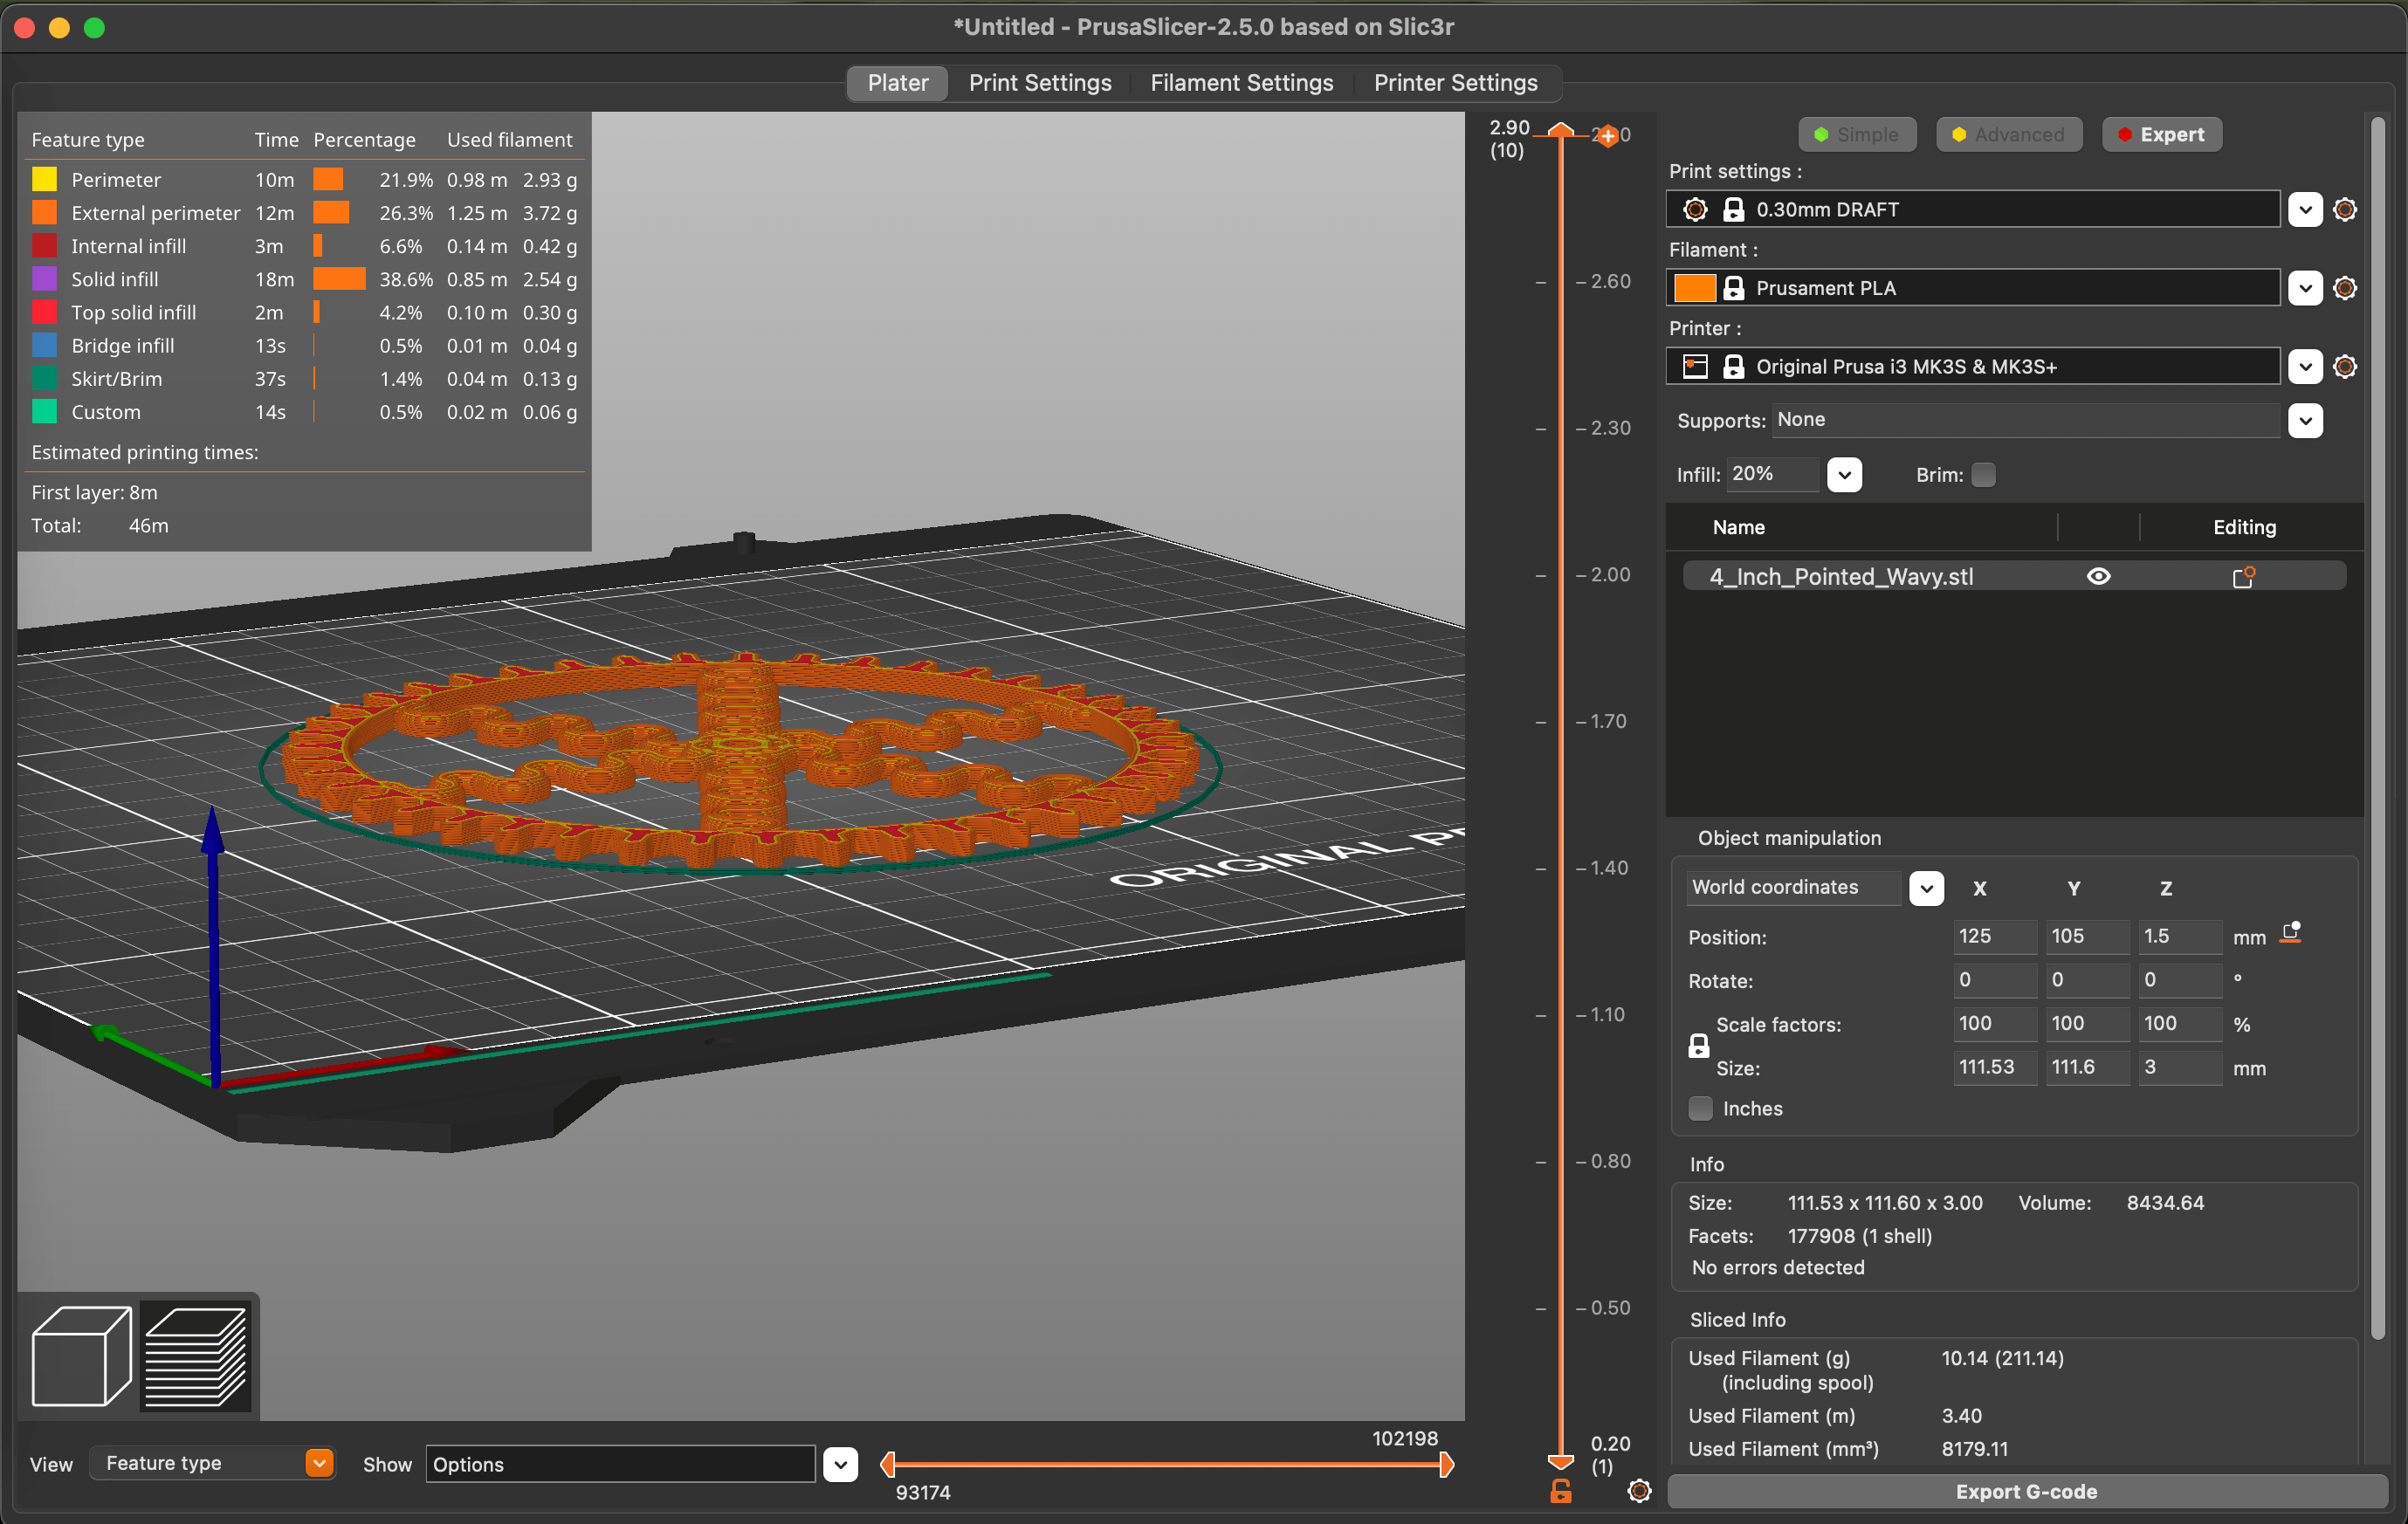 *Untitled - PrusaSlicer-2.5.0 based on Slic3r
Plater Print Settings Filament Settings Printer Settings
Feature type Time Percentage Used filament
Perimeter 10m 21.9% 0.98 m 2.93 g
External perimeter 12m 26.3% 1.25 m 3.72 g
Internal infill 3m 6.6% 0.14 m 0.42 g
Solid infill 18m 38.6% 0.85 m 2.54 g
Top solid infill 2m 4.2% 0.10 m 0.30 g
Bridge infill 13s 0.5% 0.01 m 0.04 g
Skirt/Brim 37s 1.4% 0.04 m 0.13 g
Custom 14s 0.5% 0.02 m 0.06 g
Estimated printing times:
First layer: 8m
Total: 46m
ORIGINAL
View Feature type Show Options
102198
93174
2.90
(10)
2.60
2.30
2.00
1.70
1.40
1.10
0.80
0.50
0.20
(1)
Simple Advanced Expert
Print settings :
0.30mm DRAFT
Filament :
Prusament PLA
Printer :
Original Prusa i3 MK3S & MK3S+
Supports: None
Infill: 20% Brim:
Name Editing
4_Inch_Pointed_Wavy.stl
Object manipulation
World coordinates X Y Z
Position: 125 105 1.5 mm
Rotate: 0 0 0 °
Scale factors: 100 100 100 %
Size: 111.53 111.6 3 mm
Inches
Info
Size: 111.53 x 111.60 x 3.00 Volume: 8434.64
Facets: 177908 (1 shell)
No errors detected
Sliced Info
Used Filament (g) 10.14 (211.14)
(including spool)
Used Filament (m) 3.40
Used Filament (mm³) 8179.11
Export G-code